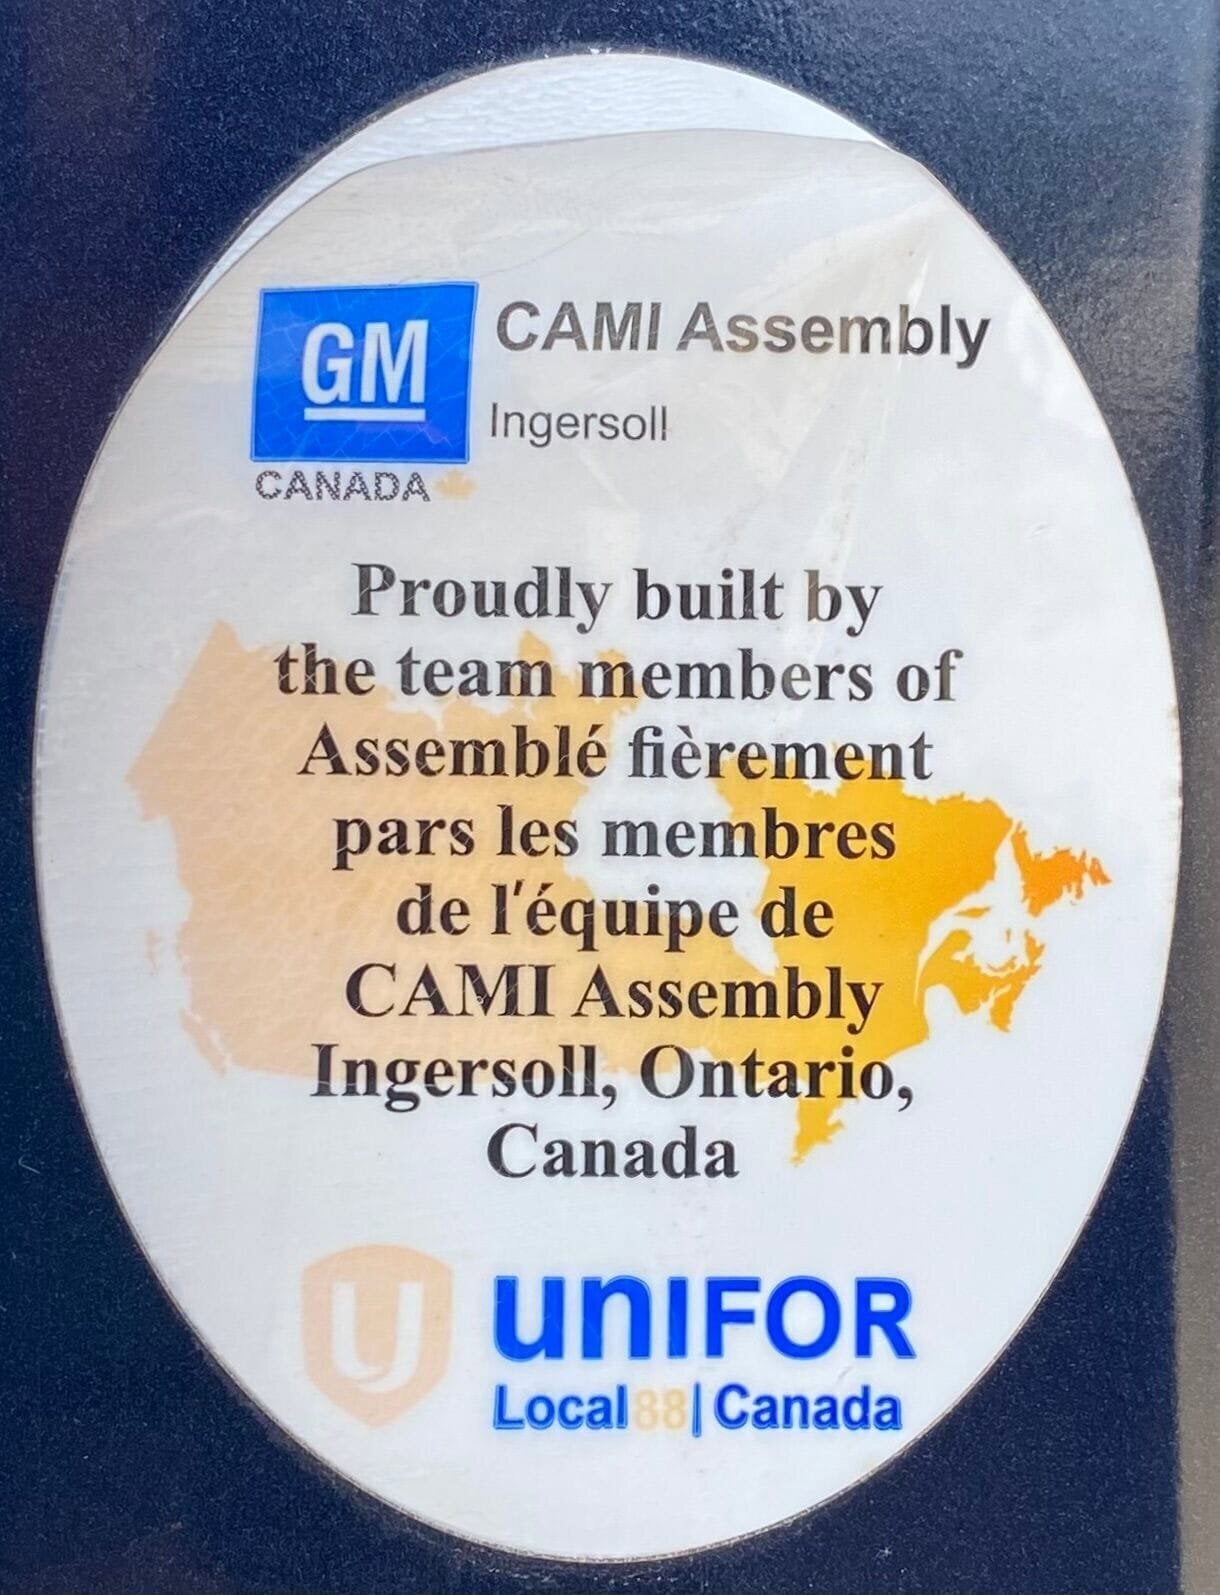 GM
CANADA
CAMI Assembly
Ingersoll
Proudly built by
the team members of
Assemblé fièrement
pars les membres
de l'équipe de
CAMI Assembly
Ingersoll, Ontario,
Canada
U
UNIFOR
Local 88 | Canada